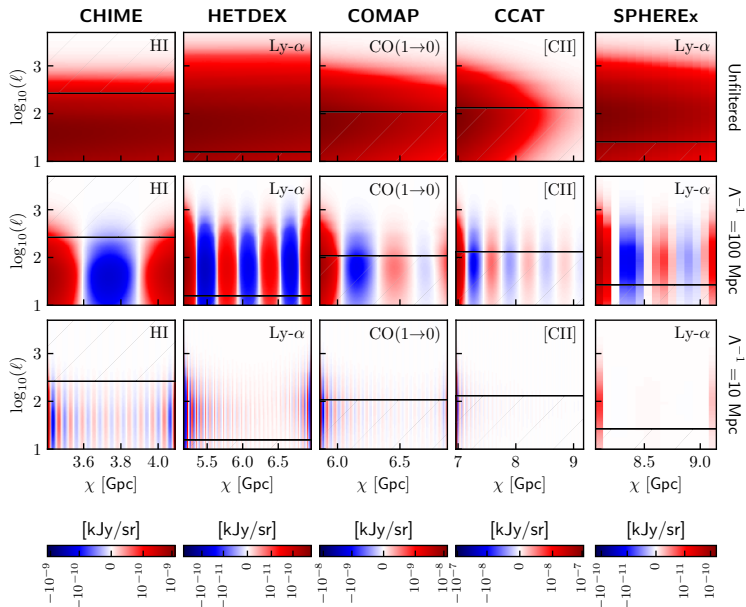 CHIME HETDEX COMAP CCAT SPHEREx
HI Ly-α CO(1→0) [CII] Ly-α
log₁₀(ℓ) 3 2 1 Unfiltered
HI Ly-α CO(1→0) [CII] Ly-α
log₁₀(ℓ) 3 2 1 Λ⁻¹=100 Mpc
HI Ly-α CO(1→0) [CII] Ly-α
log₁₀(ℓ) 3 2 1 Λ⁻¹=10 Mpc
3.6 3.8 4.0 5.5 6.0 6.5 6.0 6.5 7 8 9 8.5 9.0
χ [Gpc] χ [Gpc] χ [Gpc] χ [Gpc] χ [Gpc]
[kJy/sr] [kJy/sr] [kJy/sr] [kJy/sr] [kJy/sr]
−10⁻⁹ −10⁻¹⁰ 0 10⁻¹⁰ 10⁻⁹ −10⁻¹⁰ −10⁻¹¹ 0 10⁻¹¹ 10⁻¹⁰ −10⁻⁸ −10⁻⁹ 0 10⁻⁹ 10⁻⁸ −10⁻⁷ −10⁻⁸ 0 10⁻⁸ 10⁻⁷ −10⁻¹⁰ −10⁻¹¹ 0 10⁻¹¹ 10⁻¹⁰